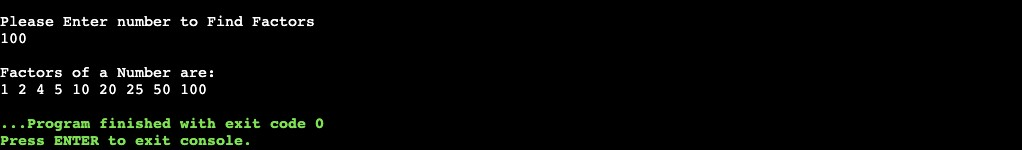 Please Enter number to Find Factors
100
Factors of a Number are:
1 2 4 5 10 20 25 50 100
...Program finished with exit code 0
Press ENTER to exit console.